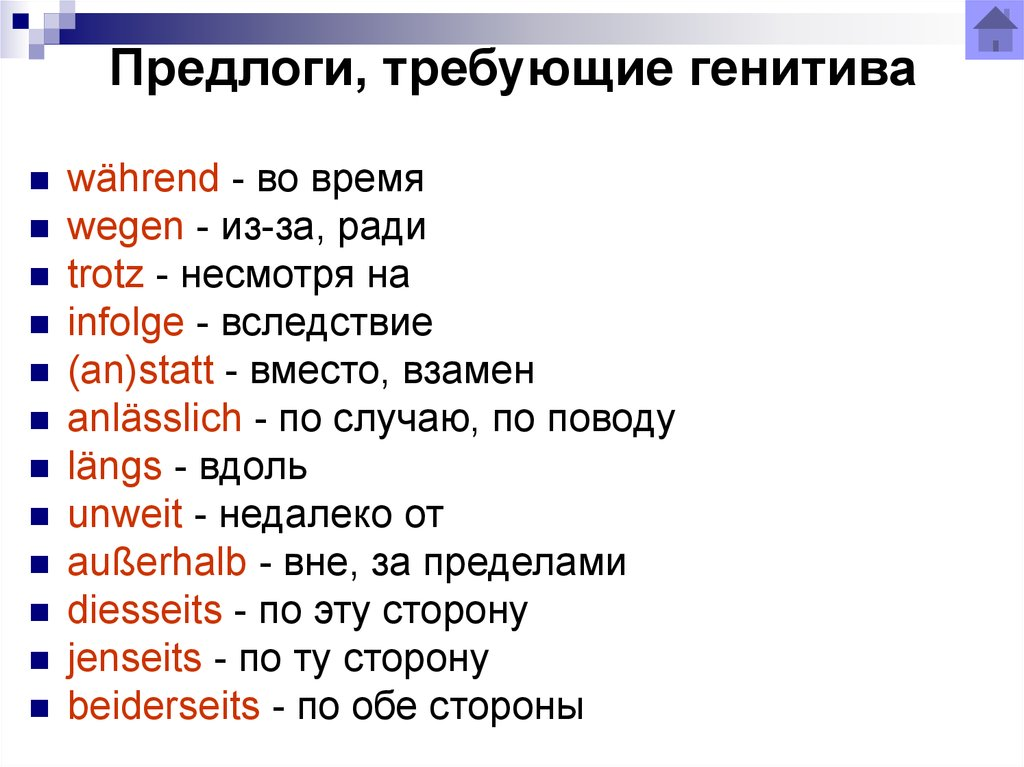 Предлоги, требующие генитива
während - во время
wegen - из-за, ради
trotz - несмотря на
infolge - вследствие
(an)statt - вместо, взамен
anlässlich - по случаю, по поводу
längs - вдоль
unweit - недалеко от
außerhalb - вне, за пределами
diesseits - по эту сторону
jenseits - по ту сторону
beiderseits - по обе стороны